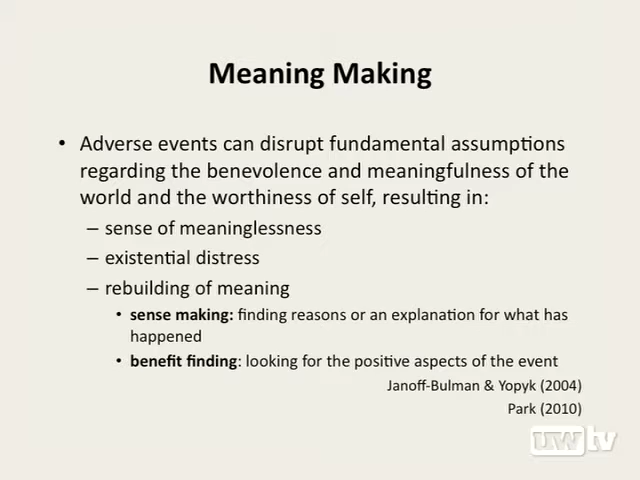 Meaning Making
• Adverse events can disrupt fundamental assumptions
regarding the benevolence and meaningfulness of the
world and the worthiness of self, resulting in:
– sense of meaninglessness
– existential distress
– rebuilding of meaning
• sense making: finding reasons or an explanation for what has
happened
• benefit finding: looking for the positive aspects of the event
Janoff-Bulman & Yopyk (2004)
Park (2010)
uwtv